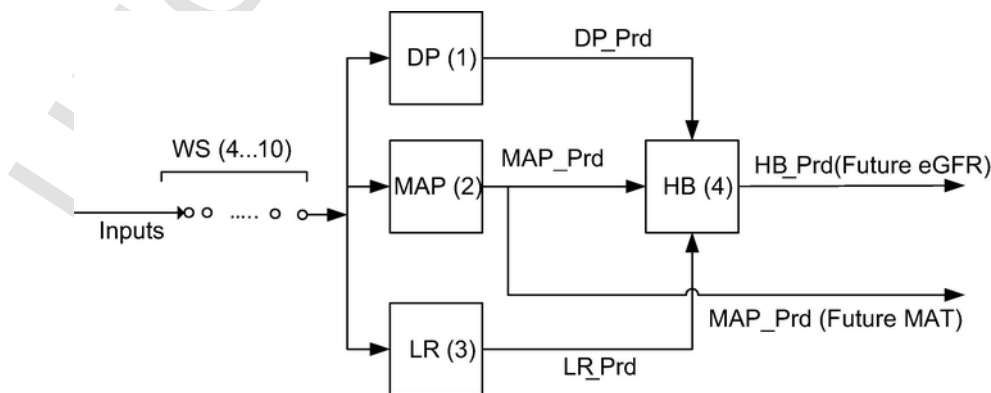 DP (1)
DP_Prd
WS (4...10)
MAP (2)
MAP_Prd
HB (4)
HB_Prd(Future eGFR)
.....
Inputs
MAP_Prd (Future MAT)
LR (3)
LR_Prd